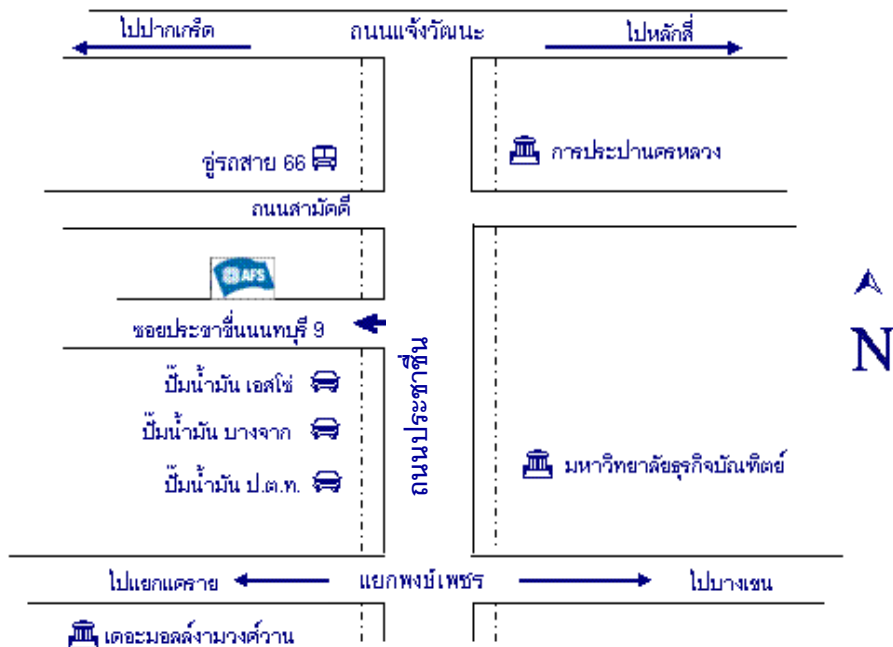 ไปปากเกร็ด
ถนนแจ้งวัฒนะ
ไปหลักสี่
อู่รถสาย 66
การประปานครหลวง
ถนนสามัคคี
AFS
ซอยประชาชื่นนนทบุรี 9
ถนนประชาชื่น
N
ปั๊มน้ำมัน เอสโซ่
ปั๊มน้ำมัน บางจาก
ปั๊มน้ำมัน ป.ต.ท.
มหาวิทยาลัยธุรกิจบัณฑิตย์
ไปแยกแคราย
แยกพงษ์เพชร
ไปบางเขน
เดอะมอลล์งามวงศ์วาน